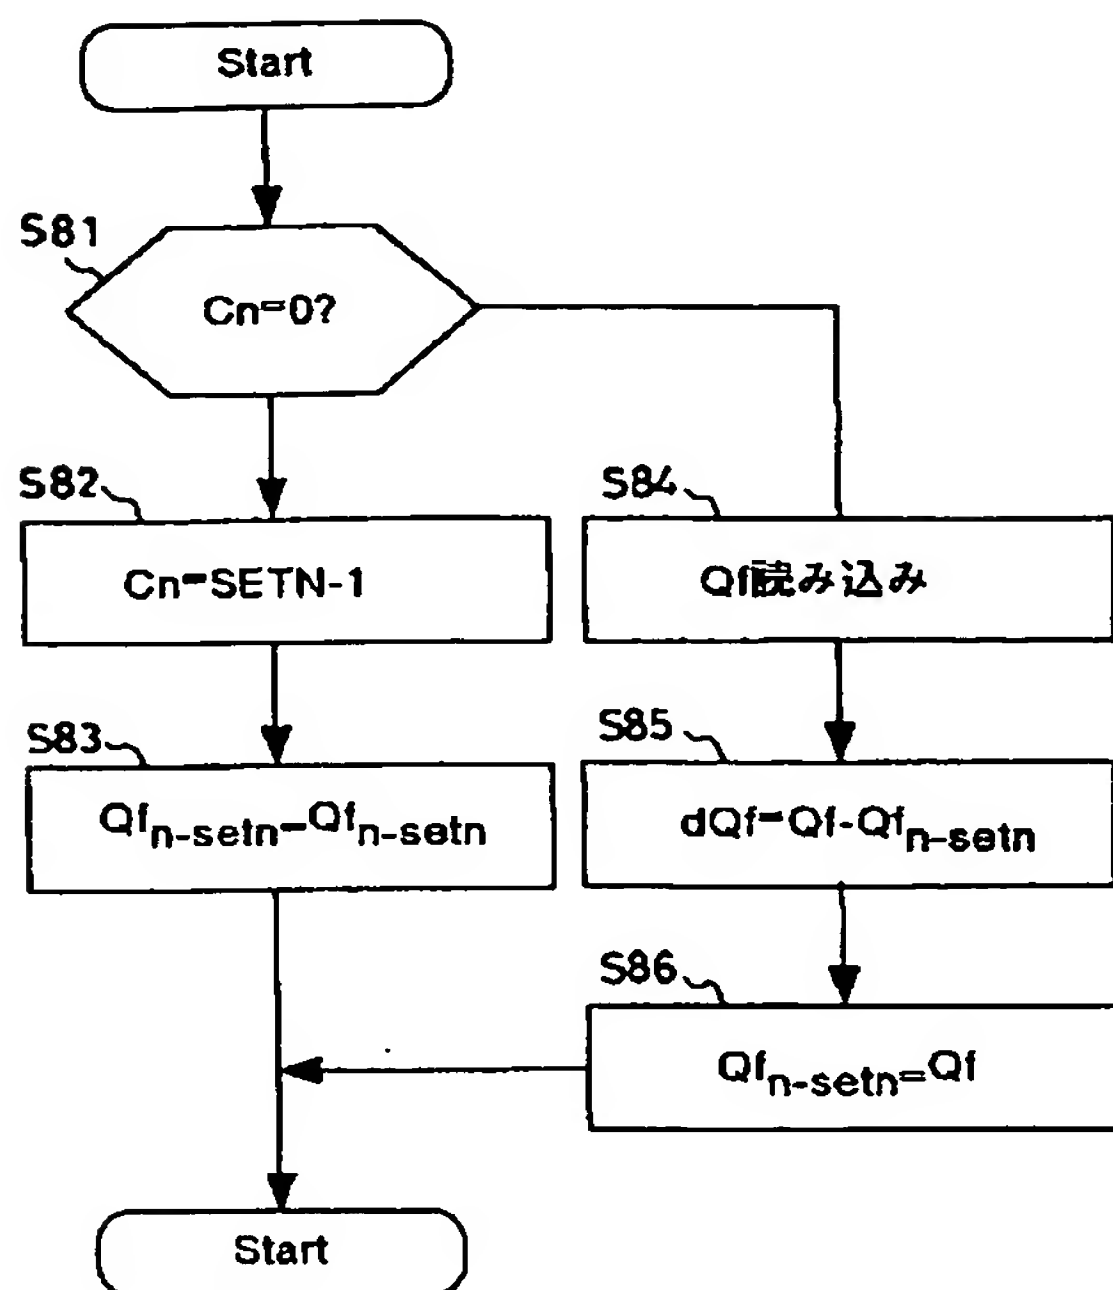 Start
S81
Cn=0?
S82
Cn=SETN-1
S83
Qfn-setn=Qfn-setn
S84
Qf読み込み
S85
dQf=Qf-Qfn-setn
S86
Qfn-setn=Qf
Start